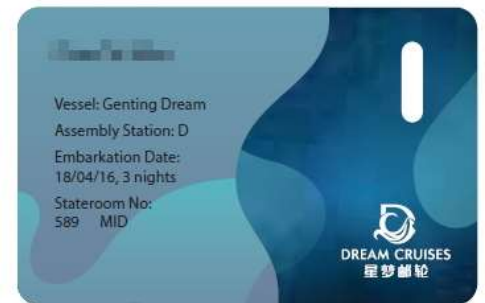 Vessel: Genting Dream
Assembly Station: D
Embarkation Date:
18/04/16, 3 nights
Stateroom No:
589 MID
DREAM CRUISES
星梦邮轮